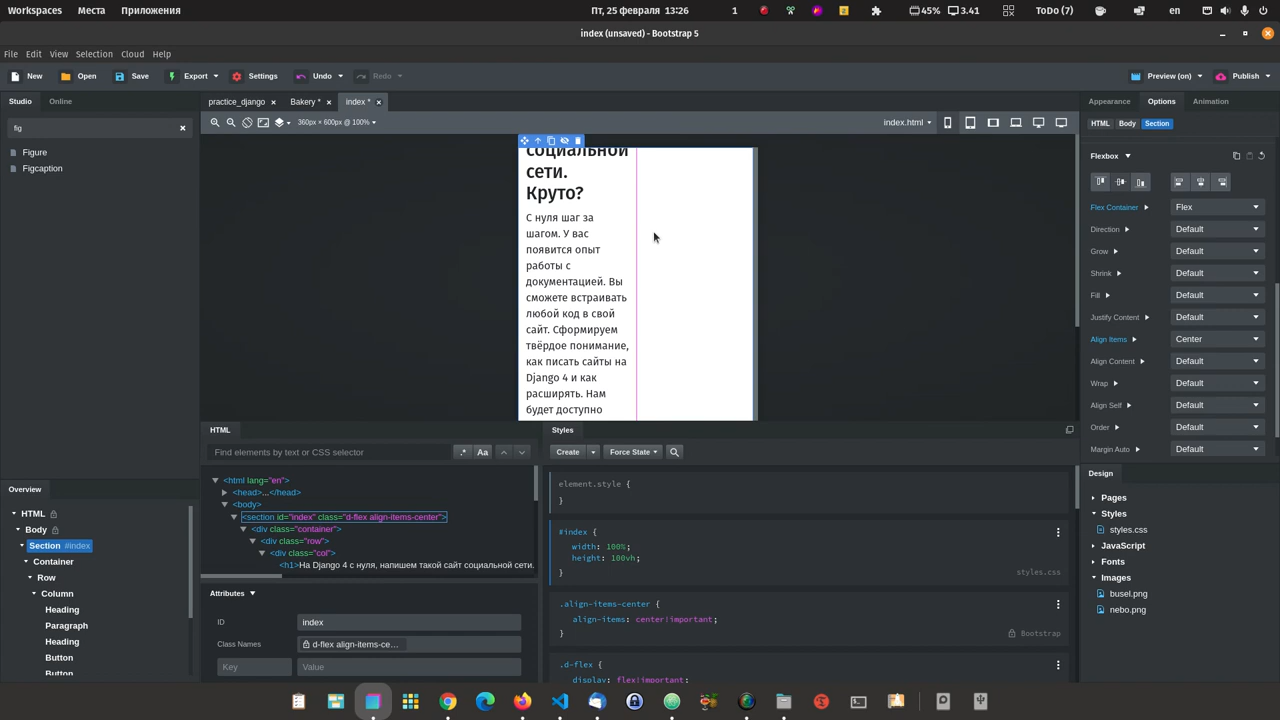 Workspaces Места Приложения Пт, 25 февраля 13:26 1 45% 3.41 ToDo (7) en
index (unsaved) - Bootstrap 5
File Edit View Selection Cloud Help
New Open Save Export Settings Undo Redo Preview (on) Publish
Studio Online practice_django Bakery * index * Appearance Options Animation
fig 360px × 600px @ 100% index.html HTML Body Section
Figure
Figcaption
социальной
сети.
Круто?
С нуля шаг за
шагом. У вас
появится опыт
работы с
документацией. Вы
сможете встраивать
любой код в свой
сайт. Сформируем
твёрдое понимание,
как писать сайты на
Django 4 и как
расширять. Нам
будет доступно
Flexbox
Flex Container Flex
Direction Default
Grow Default
Shrink Default
Fill Default
Justify Content Default
Align Items Center
Align Content Default
Wrap Default
Align Self Default
Order Default
Margin Auto Default
HTML
Find elements by text or CSS selector .* Aa
<html lang="en">
<head>...</head>
<body>
<section id="index" class="d-flex align-items-center">
<div class="container">
<div class="row">
<div class="col">
<h1>На Django 4 с нуля, напишем такой сайт социальной сети.
Attributes
ID index
Class Names d-flex align-items-ce...
Key Value
Styles
Create Force State
element.style {
}
#index {
width: 100%;
height: 100vh;
}
styles.css
.align-items-center {
align-items: center!important;
}
Bootstrap
.d-flex {
display: flex!important;
Overview
HTML
Body
Section #index
Container
Row
Column
Heading
Paragraph
Heading
Button
Button
Design
Pages
Styles
styles.css
JavaScript
Fonts
Images
busel.png
nebo.png